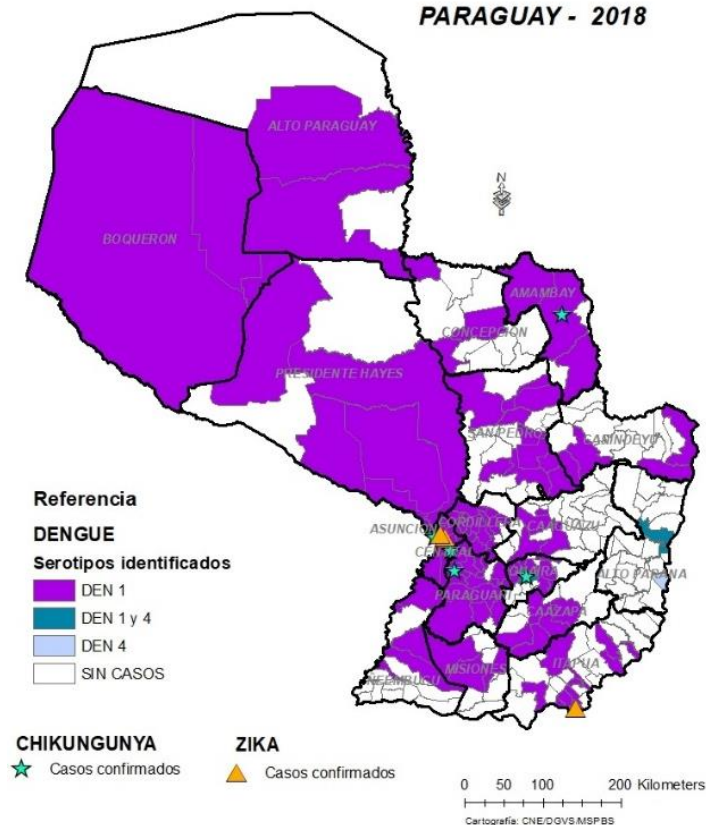 PARAGUAY - 2018
ALTO PARAGUAY
N
BOQUERON
AMAMBAY
CONCEPCION
PRESIDENTE HAYES
SAN PEDRO
CANINDEYU
Referencia
DENGUE
Serotipos identificados
DEN 1
DEN 1 y 4
DEN 4
SIN CASOS
ASUNCION
CORDILLERA
CAAGUAZU
CENTRAL
ALTO PARANA
GUAIRA
PARAGUARI
CAAZAPA
ITAPUA
MISIONES
ÑEEMBUCU
CHIKUNGUNYA
Casos confirmados
ZIKA
Casos confirmados
0 50 100 200 Kilometers
Cartografía: CNE/DGVS/MSPBS